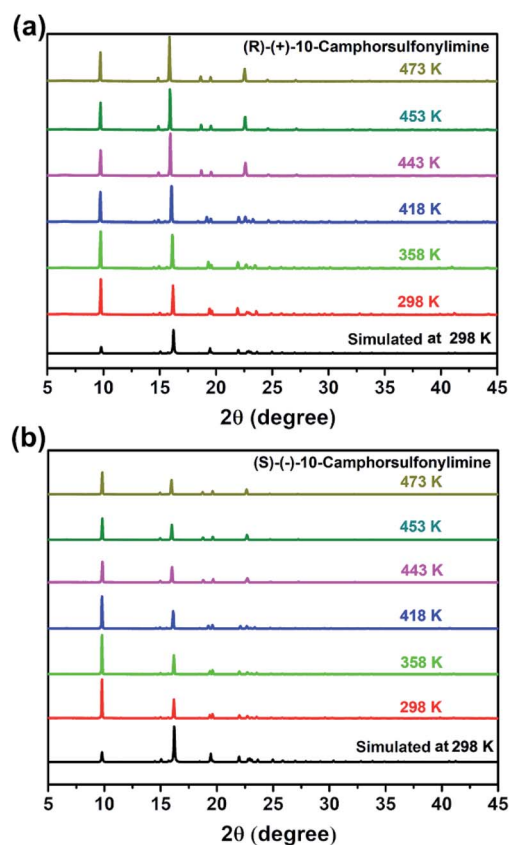 (a)
(R)-(+)-10-Camphorsulfonylimine
473 K
453 K
443 K
418 K
358 K
298 K
Simulated at 298 K
5 10 15 20 25 30 35 40 45
2θ (degree)
(b)
(S)-(-)-10-Camphorsulfonylimine
473 K
453 K
443 K
418 K
358 K
298 K
Simulated at 298 K
5 10 15 20 25 30 35 40 45
2θ (degree)